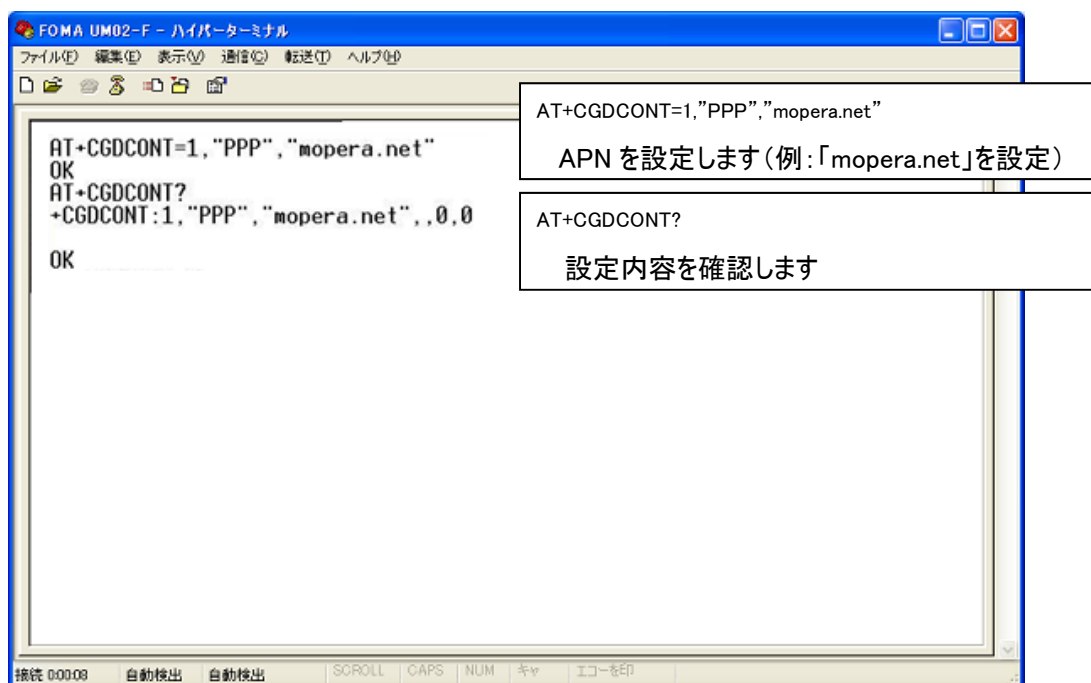 FOMA UM02-F - ハイパーターミナル
ファイル(F) 編集(E) 表示(V) 通信(C) 転送(T) ヘルプ(H)
AT+CGDCONT=1,"PPP","mopera.net"
OK
AT+CGDCONT?
+CGDCONT:1,"PPP","mopera.net",,0,0
OK
AT+CGDCONT=1,”PPP”,”mopera.net”
APN を設定します(例:「mopera.net」を設定)
AT+CGDCONT?
設定内容を確認します
接続 0:00:08 自動検出 自動検出 SCROLL CAPS NUM キャ エコーを印